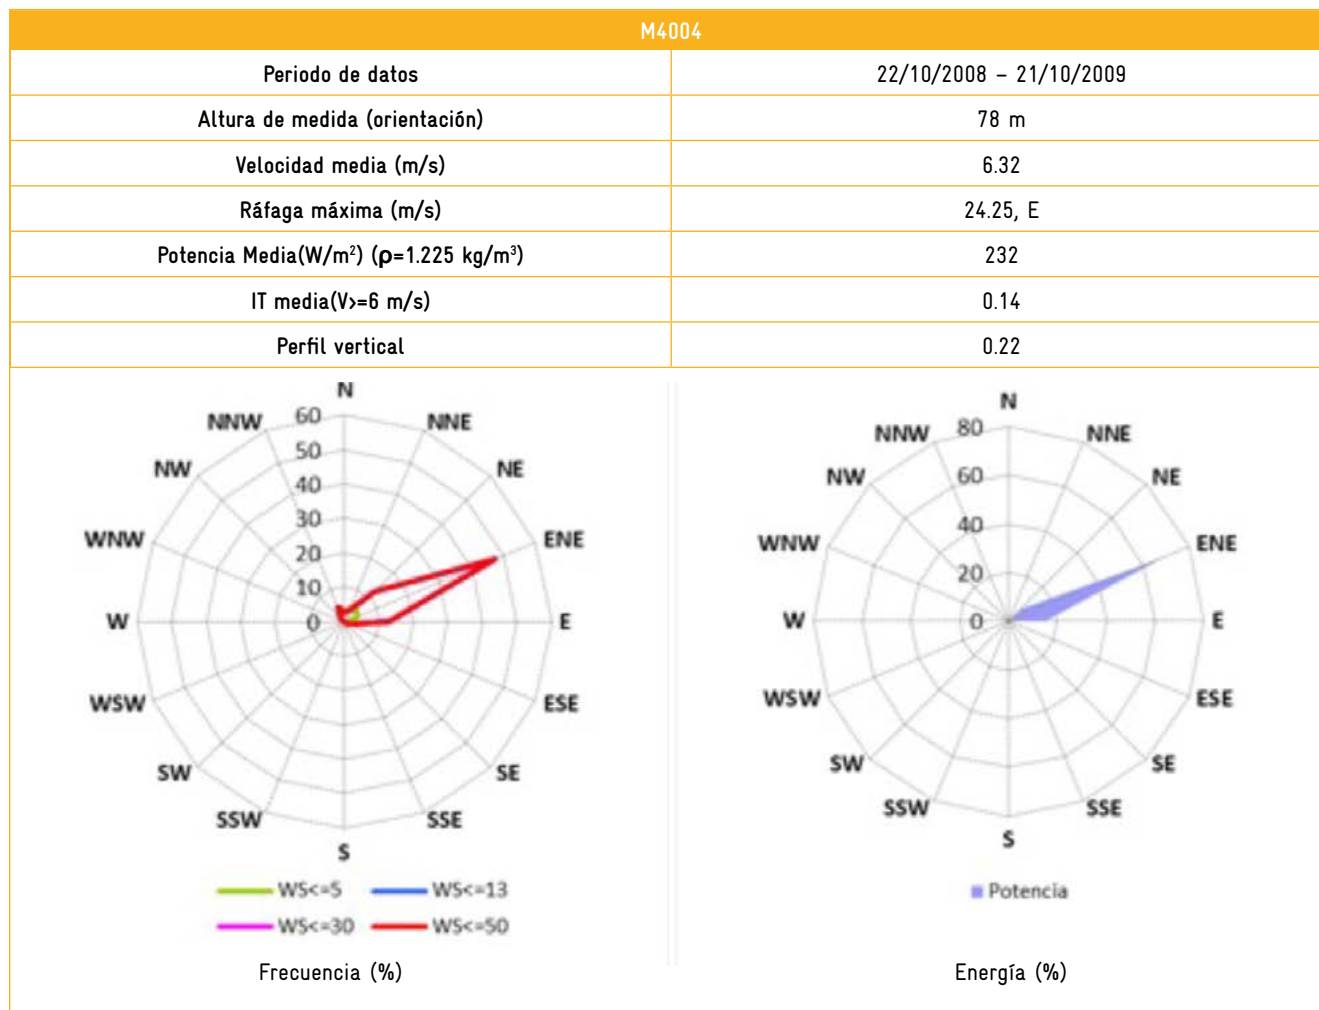 M4004
Periodo de datos 22/10/2008 – 21/10/2009
Altura de medida (orientación) 78 m
Velocidad media (m/s) 6.32
Ráfaga máxima (m/s) 24.25, E
Potencia Media(W/m²) (ρ=1.225 kg/m³) 232
IT media(V>=6 m/s) 0.14
Perfil vertical 0.22
N
NNE
NE
ENE
E
ESE
SE
SSE
S
SSW
SW
WSW
W
WNW
NW
NNW
60
50
40
30
20
10
0
WS<=5 WS<=13
WS<=30 WS<=50
Frecuencia (%)
N
NNE
NE
ENE
E
ESE
SE
SSE
S
SSW
SW
WSW
W
WNW
NW
NNW
80
60
40
20
0
Potencia
Energía (%)